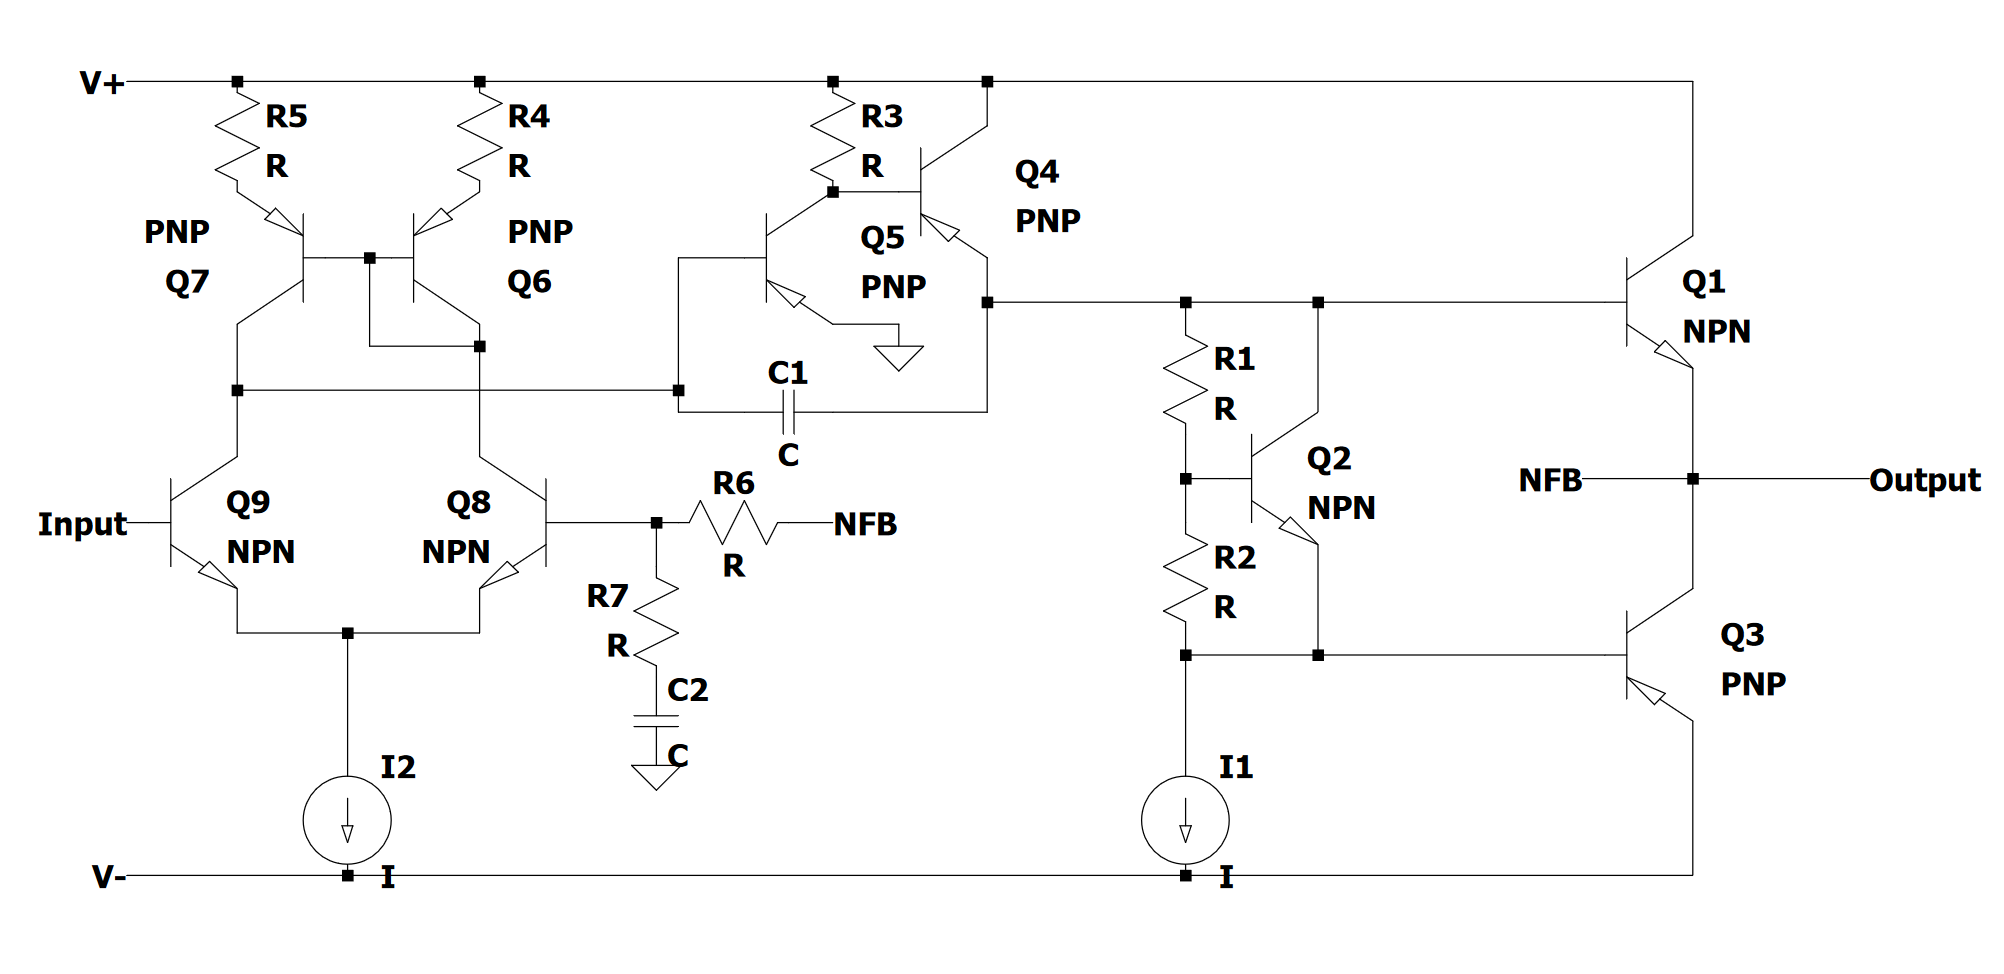 V+
R5
R
R4
R
R3
R
Q4
PNP
PNP
Q7
PNP
Q6
Q5
PNP
Q1
NPN
C1
C
R1
R
Q2
NPN
NFB
Output
Input
Q9
NPN
Q8
NPN
R6
R
NFB
R7
R
C2
C
R2
R
Q3
PNP
I2
I
I1
I
V-